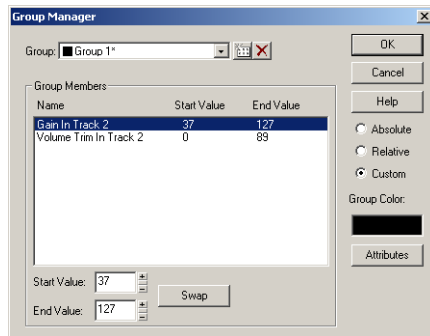 Group Manager
Group: Group 1*
OK
Cancel
Help
Group Members
Name Start Value End Value
Gain In Track 2 37 127
Volume Trim In Track 2 0 89
Absolute
Relative
Custom
Group Color:
Attributes
Start Value: 37
Swap
End Value: 127